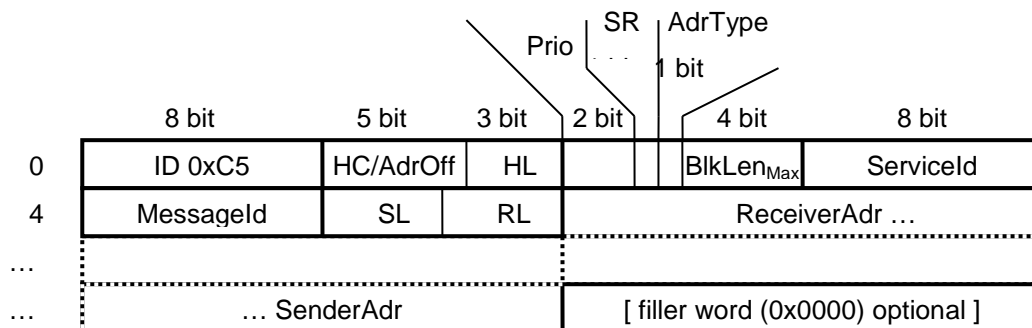 SR AdrType
Prio
1 bit
8 bit 5 bit 3 bit 2 bit 4 bit 8 bit
0 ID 0xC5 HC/AdrOff HL BlkLenMax ServiceId
4 MessageId SL RL ReceiverAdr …
…
… … SenderAdr [ filler word (0x0000) optional ]